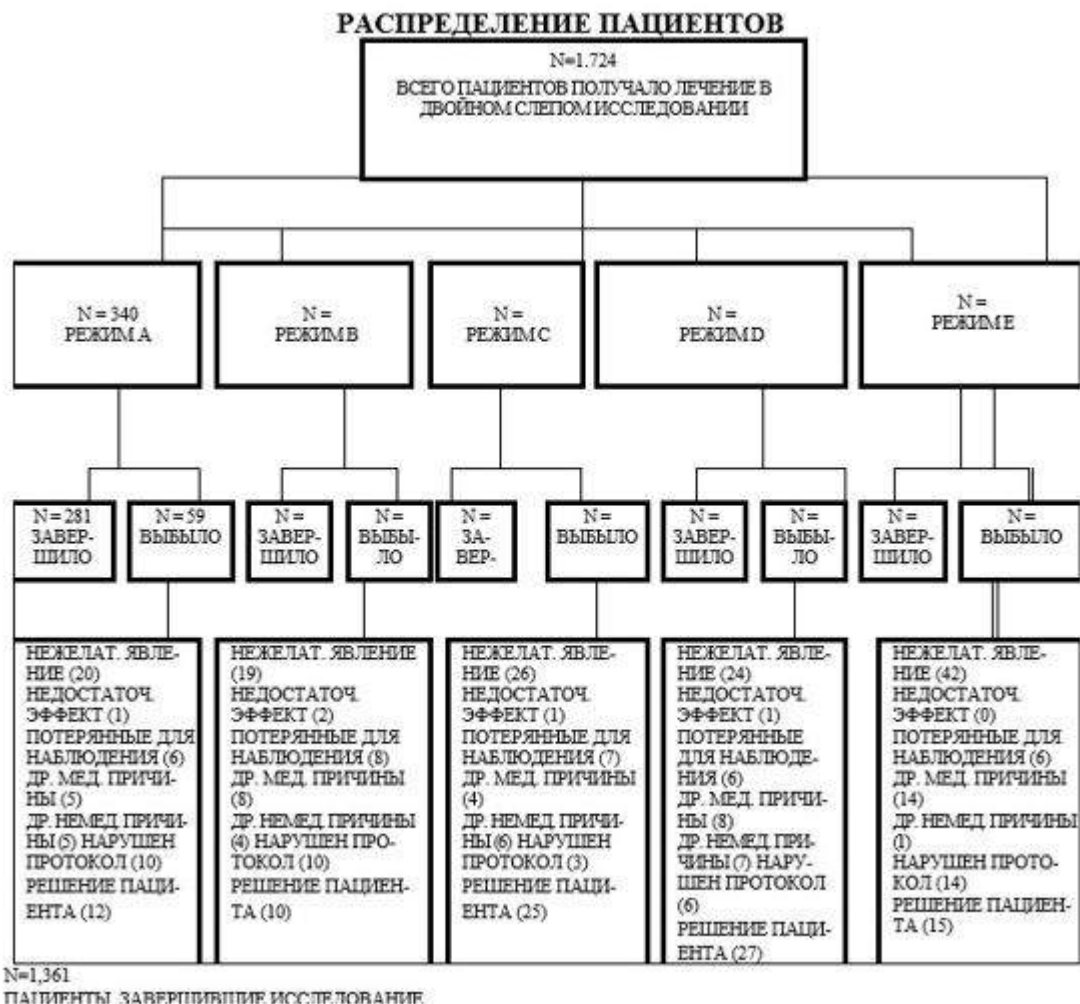 РАСПРЕДЕЛЕНИЕ ПАЦИЕНТОВ
N=1.724
ВСЕГО ПАЦИЕНТОВ ПОЛУЧАЛО ЛЕЧЕНИЕ В
ДВОЙНОМ СЛЕПОМ ИССЛЕДОВАНИИ
N = 340
РЕЖИМ А
N =
РЕЖИМ В
N =
РЕЖИМ С
N =
РЕЖИМ D
N =
РЕЖИМ Е
N = 281
ЗАВЕР-
ШИЛО
N = 59
ВЫБЫЛО
N =
ЗАВЕР-
ШИЛО
N =
ВЫБЫ-
ЛО
N =
ЗА-
ВЕР-
N =
ВЫБЫЛО
N =
ЗАВЕР-
ШИЛО
N =
ВЫБЫ-
ЛО
N =
ЗАВЕР-
ШИЛО
N =
ВЫБЫЛО
НЕЖЕЛАТ. ЯВЛЕ-
НИЕ (20)
НЕДОСТАТОЧ.
ЭФФЕКТ (1)
ПОТЕРЯННЫЕ ДЛЯ
НАБЛЮДЕНИЯ (6)
ДР. МЕД. ПРИЧИ-
НЫ (5)
ДР. НЕМЕД. ПРИЧИ-
НЫ (5) НАРУШЕН
ПРОТОКОЛ (10)
РЕШЕНИЕ ПАЦИ-
ЕНТА (12)
НЕЖЕЛАТ. ЯВЛЕНИЕ
(19)
НЕДОСТАТОЧ.
ЭФФЕКТ (2)
ПОТЕРЯННЫЕ ДЛЯ
НАБЛЮДЕНИЯ (8)
ДР. МЕД. ПРИЧИНЫ
(8)
ДР. НЕМЕД. ПРИЧИНЫ
(4) НАРУШЕН ПРО-
ТОКОЛ (10)
РЕШЕНИЕ ПАЦИЕН-
ТА (10)
НЕЖЕЛАТ. ЯВЛЕ-
НИЕ (26)
НЕДОСТАТОЧ.
ЭФФЕКТ (1)
ПОТЕРЯННЫЕ ДЛЯ
НАБЛЮДЕНИЯ (7)
ДР. МЕД. ПРИЧИНЫ
(4)
ДР. НЕМЕД. ПРИЧИ-
НЫ (6) НАРУШЕН
ПРОТОКОЛ (3)
РЕШЕНИЕ ПАЦИ-
ЕНТА (25)
НЕЖЕЛАТ. ЯВЛЕ-
НИЕ (24)
НЕДОСТАТОЧ.
ЭФФЕКТ (1)
ПОТЕРЯННЫЕ
ДЛЯ НАБЛЮДЕ-
НИЯ (6)
ДР. МЕД. ПРИЧИ-
НЫ (8)
ДР. НЕМЕД. ПРИ-
ЧИНЫ (7) НАРУ-
ШЕН ПРОТОКОЛ
(6)
РЕШЕНИЕ ПАЦИ-
ЕНТА (27)
НЕЖЕЛАТ. ЯВЛЕ-
НИЕ (42)
НЕДОСТАТОЧ.
ЭФФЕКТ (0)
ПОТЕРЯННЫЕ ДЛЯ
НАБЛЮДЕНИЯ (6)
ДР. МЕД. ПРИЧИНЫ
(14)
ДР. НЕМЕД. ПРИЧИНЫ
(1)
НАРУШЕН ПРОТО-
КОЛ (14)
РЕШЕНИЕ ПАЦИЕН-
ТА (15)
N=1,361
ПАЦИЕНТЫ, ЗАВЕРШИВШИЕ ИССЛЕДОВАНИЕ